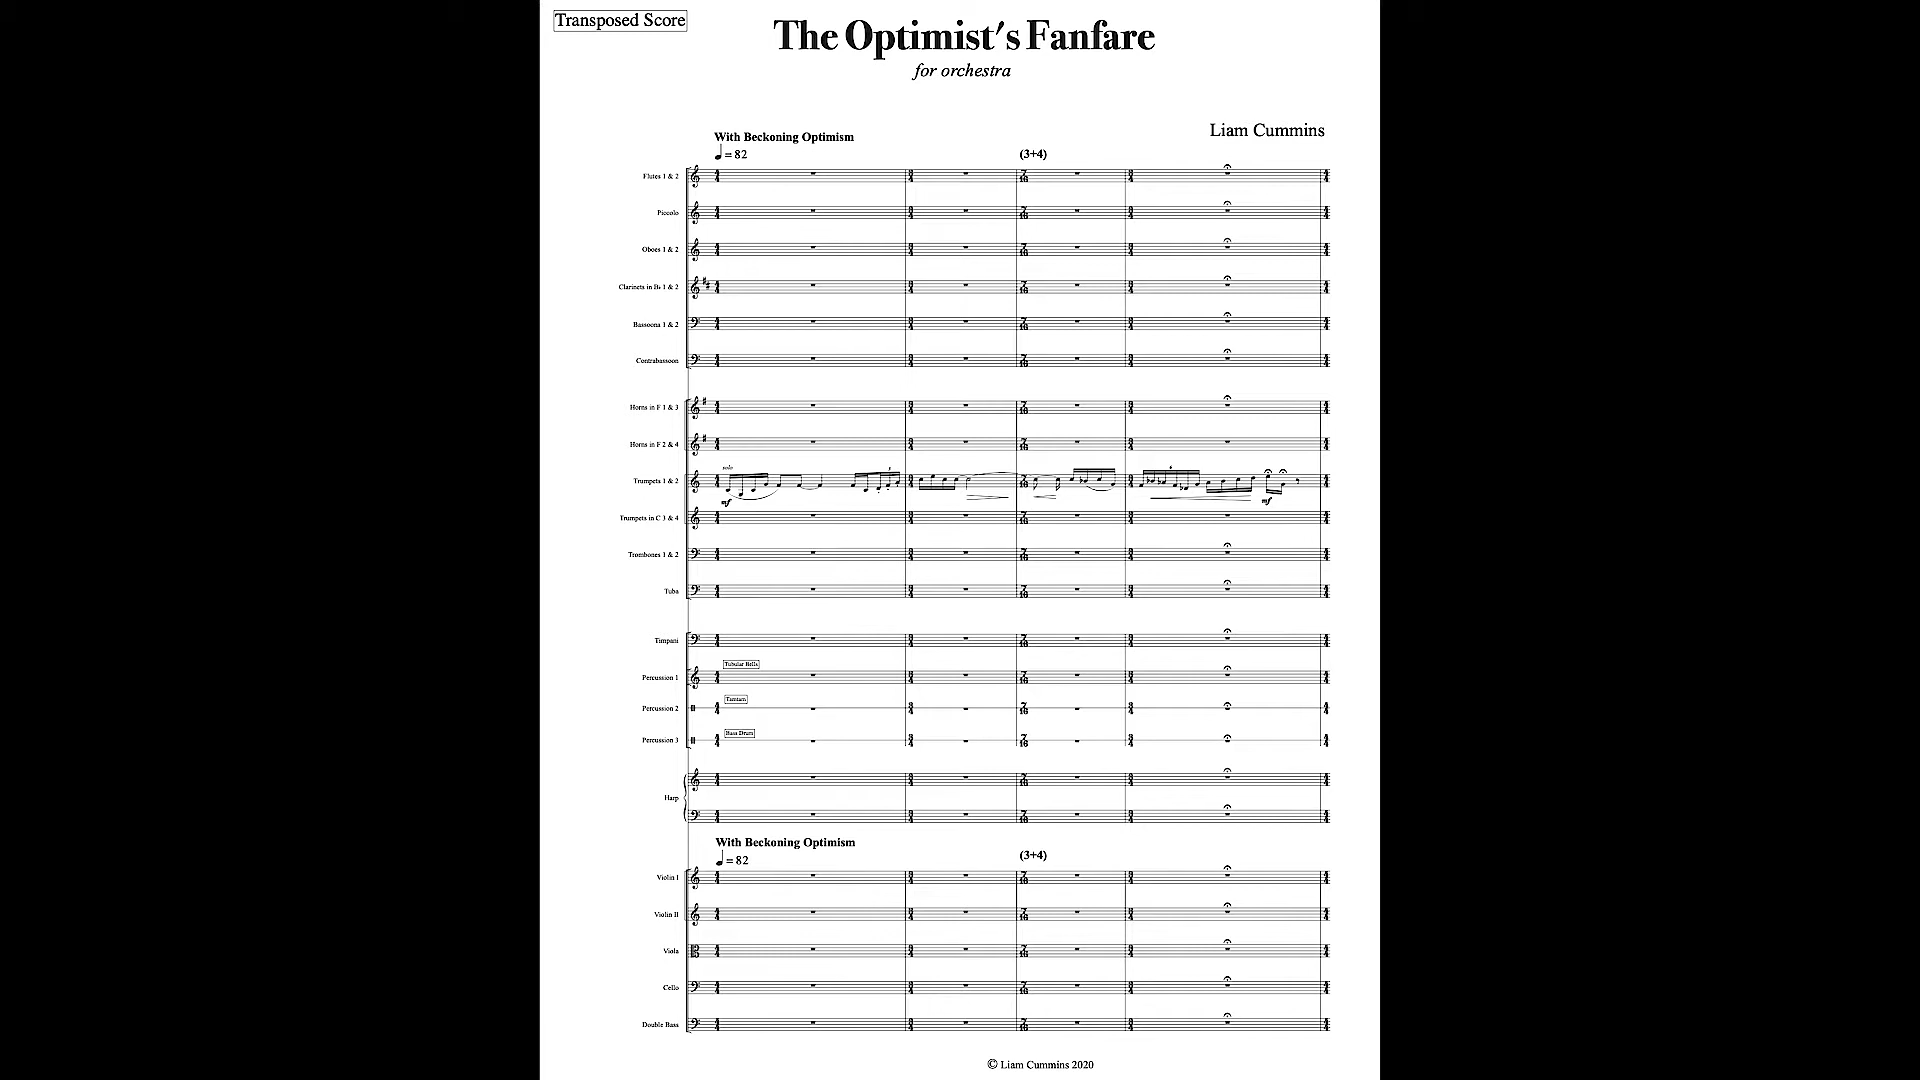 Transposed Score
The Optimist's Fanfare
for orchestra
Liam Cummins
With Beckoning Optimism
= 82
(3+4)
Flutes 1 & 2
Piccolo
Oboes 1 & 2
Clarinets in B♭ 1 & 2
Bassoons 1 & 2
Contrabassoon
Horns in F 1 & 3
Horns in F 2 & 4
solo
3
6
Trumpets 1 & 2
mf
mf
Trumpets in C 3 & 4
Trombones 1 & 2
Tuba
Timpani
Tubular Bells
Percussion 1
Tamtam
Percussion 2
Bass Drum
Percussion 3
Harp
With Beckoning Optimism
= 82
(3+4)
Violin I
Violin II
Viola
Cello
Double Bass
© Liam Cummins 2020